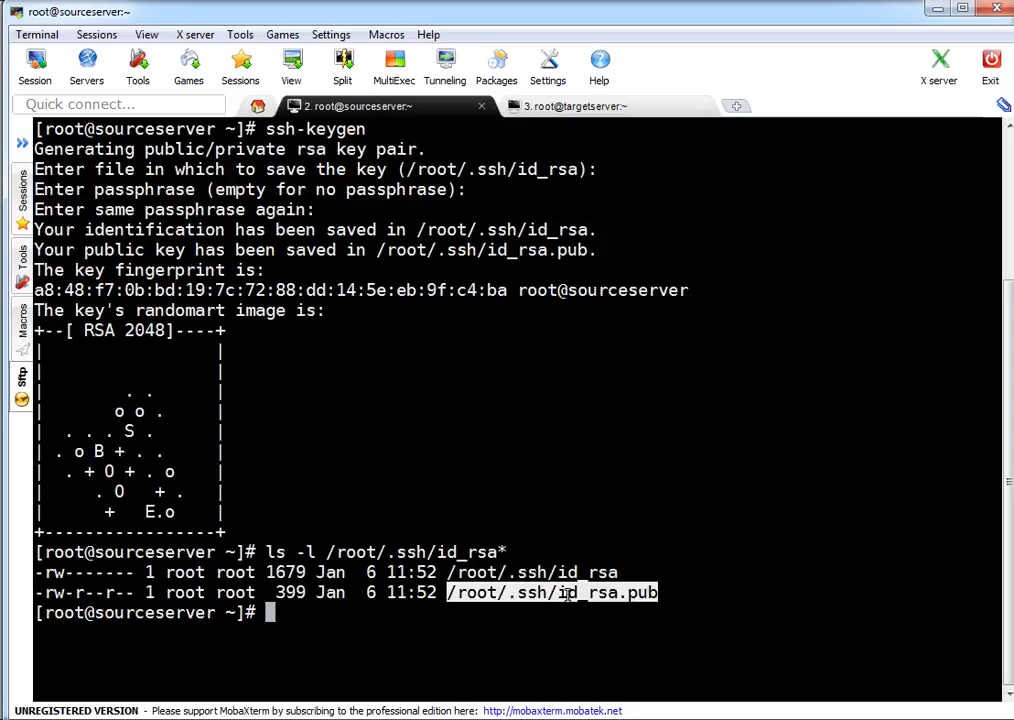 root@sourceserver:~
Terminal Sessions View X server Tools Games Settings Macros Help
Session Servers Tools Games Sessions View Split MultiExec Tunneling Packages Settings Help X server Exit
Quick connect... 2. root@sourceserver:~ 3. root@targetserver:~
Sessions
Tools
Macros
Sftp
[root@sourceserver ~]# ssh-keygen
Generating public/private rsa key pair.
Enter file in which to save the key (/root/.ssh/id_rsa):
Enter passphrase (empty for no passphrase):
Enter same passphrase again:
Your identification has been saved in /root/.ssh/id_rsa.
Your public key has been saved in /root/.ssh/id_rsa.pub.
The key fingerprint is:
a8:48:f7:0b:bd:19:7c:72:88:dd:14:5e:eb:9f:c4:ba root@sourceserver
The key's randomart image is:
+--[ RSA 2048]----+
|                 |
|                 |
|        . .      |
|       o o .     |
|  . . . S .      |
| . o B + . .     |
|  . + O + . o    |
|     . O   + .   |
|      +   E.o    |
+-----------------+
[root@sourceserver ~]# ls -l /root/.ssh/id_rsa*
-rw------- 1 root root 1679 Jan  6 11:52 /root/.ssh/id_rsa
-rw-r--r-- 1 root root  399 Jan  6 11:52 /root/.ssh/id_rsa.pub
[root@sourceserver ~]#
UNREGISTERED VERSION - Please support MobaXterm by subscribing to the professional edition here: http://mobaxterm.mobatek.net